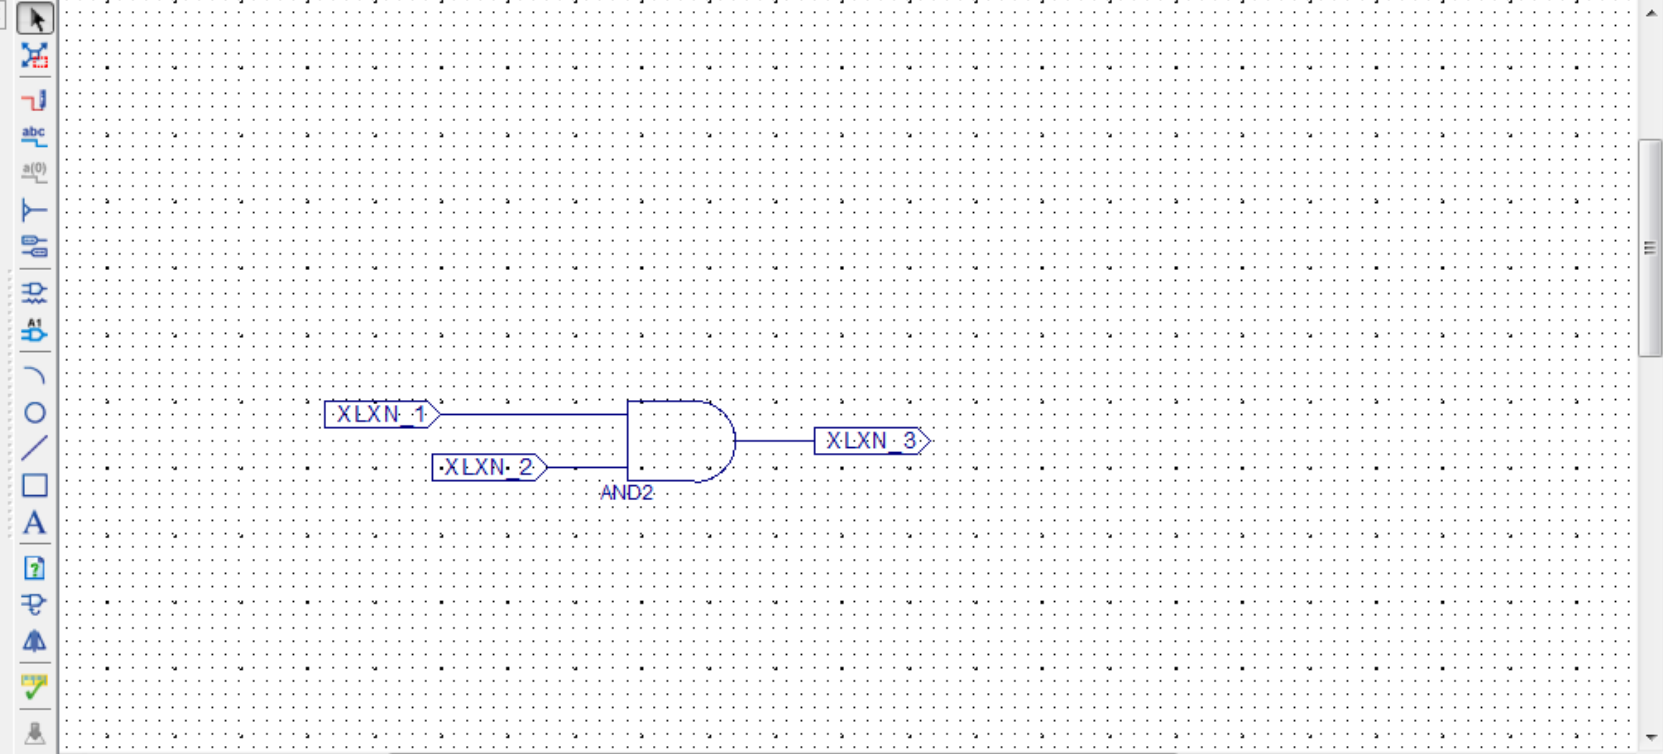 abc
a(0)
A1
XLXN_1
XLXN_2
XLXN_3
AND2
A
?